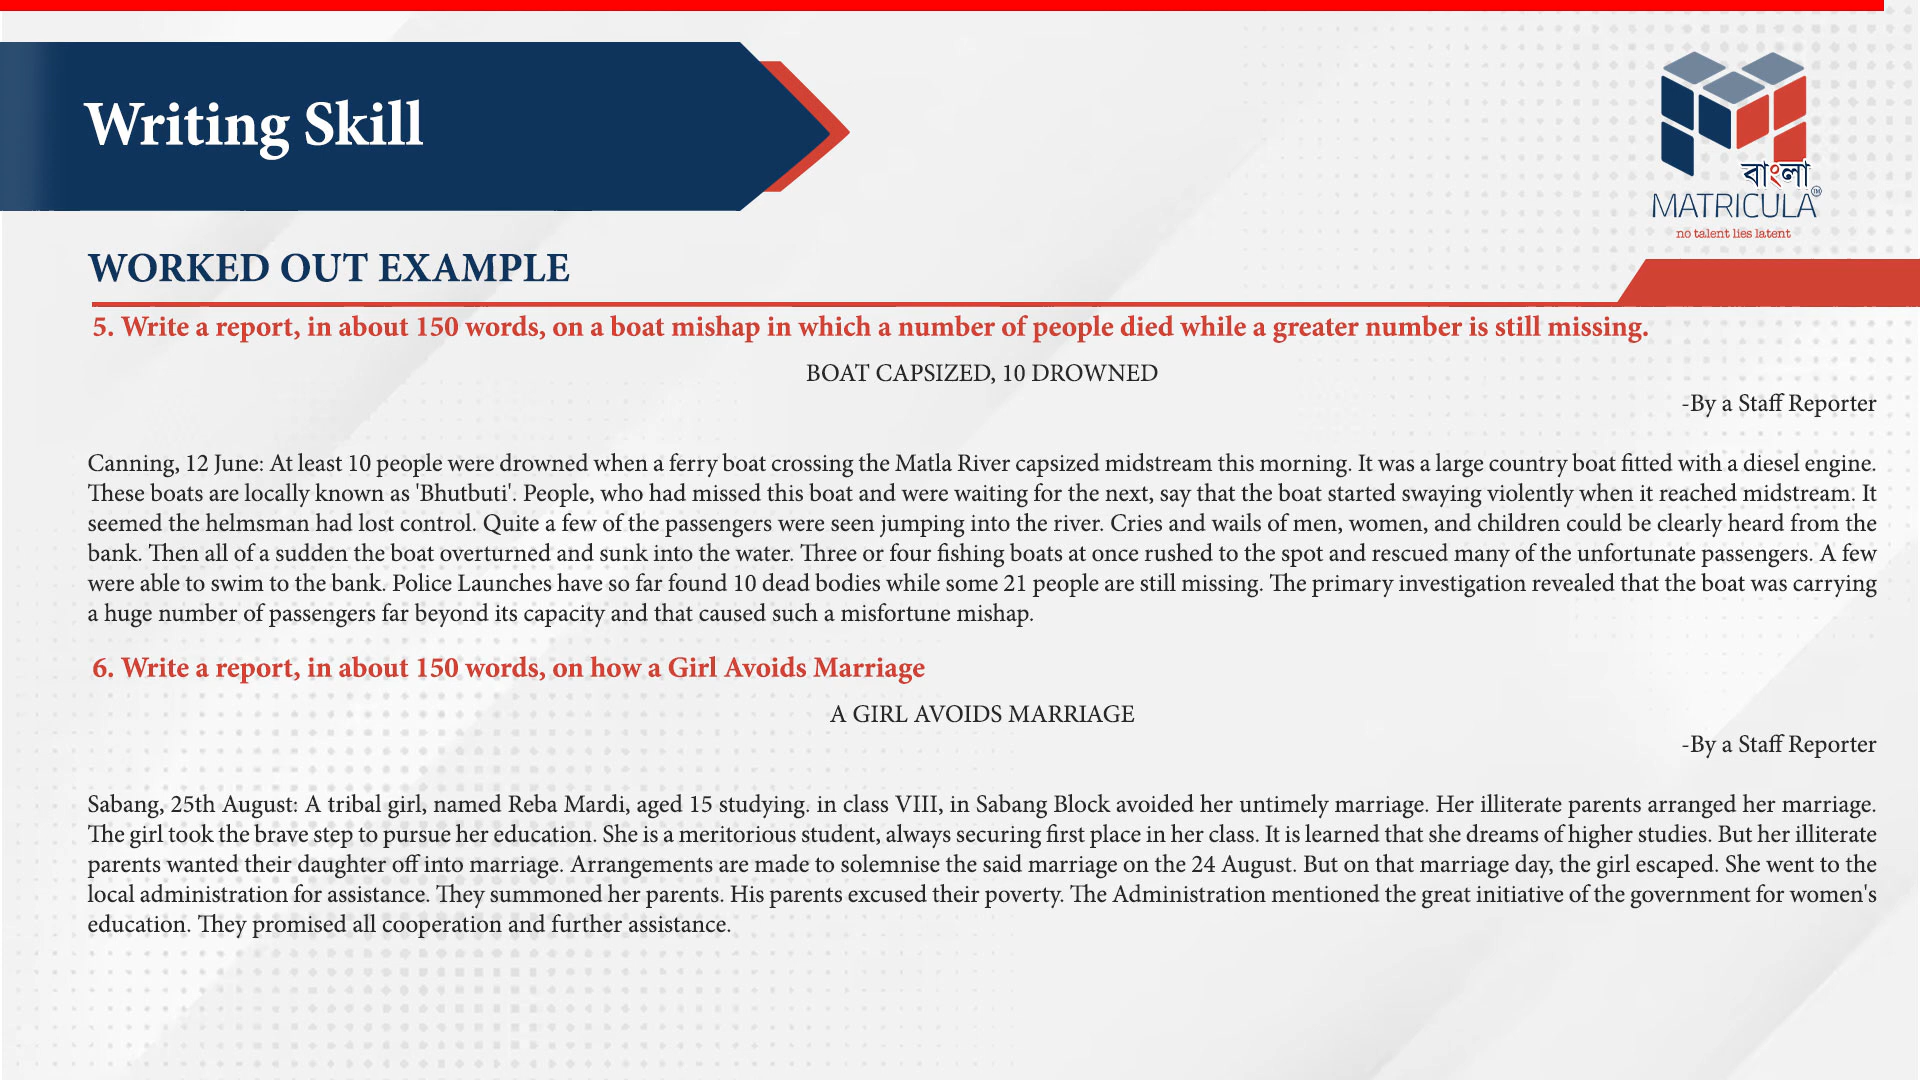 Writing Skill
বাংলা
MATRICULA
TM
no talent lies latent
WORKED OUT EXAMPLE
5. Write a report, in about 150 words, on a boat mishap in which a number of people died while a greater number is still missing.
BOAT CAPSIZED, 10 DROWNED
-By a Staff Reporter
Canning, 12 June: At least 10 people were drowned when a ferry boat crossing the Matla River capsized midstream this morning. It was a large country boat fitted with a diesel engine.
These boats are locally known as 'Bhutbuti'. People, who had missed this boat and were waiting for the next, say that the boat started swaying violently when it reached midstream. It
seemed the helmsman had lost control. Quite a few of the passengers were seen jumping into the river. Cries and wails of men, women, and children could be clearly heard from the
bank. Then all of a sudden the boat overturned and sunk into the water. Three or four fishing boats at once rushed to the spot and rescued many of the unfortunate passengers. A few
were able to swim to the bank. Police Launches have so far found 10 dead bodies while some 21 people are still missing. The primary investigation revealed that the boat was carrying
a huge number of passengers far beyond its capacity and that caused such a misfortune mishap.
6. Write a report, in about 150 words, on how a Girl Avoids Marriage
A GIRL AVOIDS MARRIAGE
-By a Staff Reporter
Sabang, 25th August: A tribal girl, named Reba Mardi, aged 15 studying. in class VIII, in Sabang Block avoided her untimely marriage. Her illiterate parents arranged her marriage.
The girl took the brave step to pursue her education. She is a meritorious student, always securing first place in her class. It is learned that she dreams of higher studies. But her illiterate
parents wanted their daughter off into marriage. Arrangements are made to solemnise the said marriage on the 24 August. But on that marriage day, the girl escaped. She went to the
local administration for assistance. They summoned her parents. His parents excused their poverty. The Administration mentioned the great initiative of the government for women's
education. They promised all cooperation and further assistance.